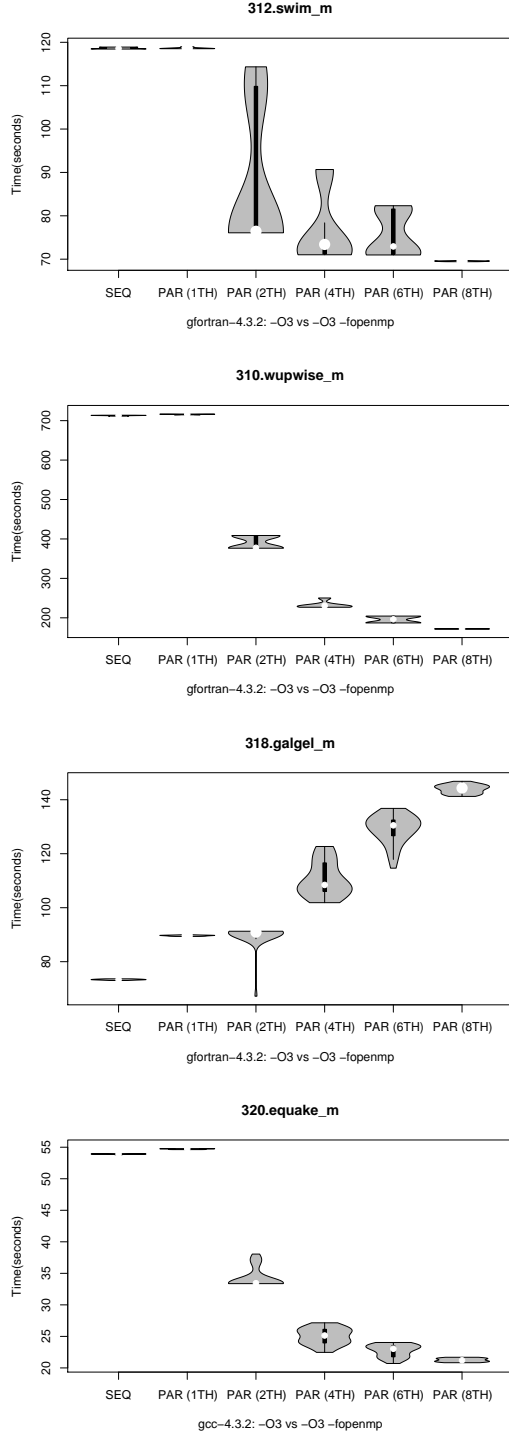 312.swim_m
Time(seconds)
120
110
100
90
80
70
SEQ PAR (1TH) PAR (2TH) PAR (4TH) PAR (6TH) PAR (8TH)
gfortran−4.3.2: −O3 vs −O3 −fopenmp
310.wupwise_m
Time(seconds)
700
600
500
400
300
200
SEQ PAR (1TH) PAR (2TH) PAR (4TH) PAR (6TH) PAR (8TH)
gfortran−4.3.2: −O3 vs −O3 −fopenmp
318.galgel_m
Time(seconds)
140
120
100
80
SEQ PAR (1TH) PAR (2TH) PAR (4TH) PAR (6TH) PAR (8TH)
gfortran−4.3.2: −O3 vs −O3 −fopenmp
320.equake_m
Time(seconds)
55
50
45
40
35
30
25
20
SEQ PAR (1TH) PAR (2TH) PAR (4TH) PAR (6TH) PAR (8TH)
gcc−4.3.2: −O3 vs −O3 −fopenmp